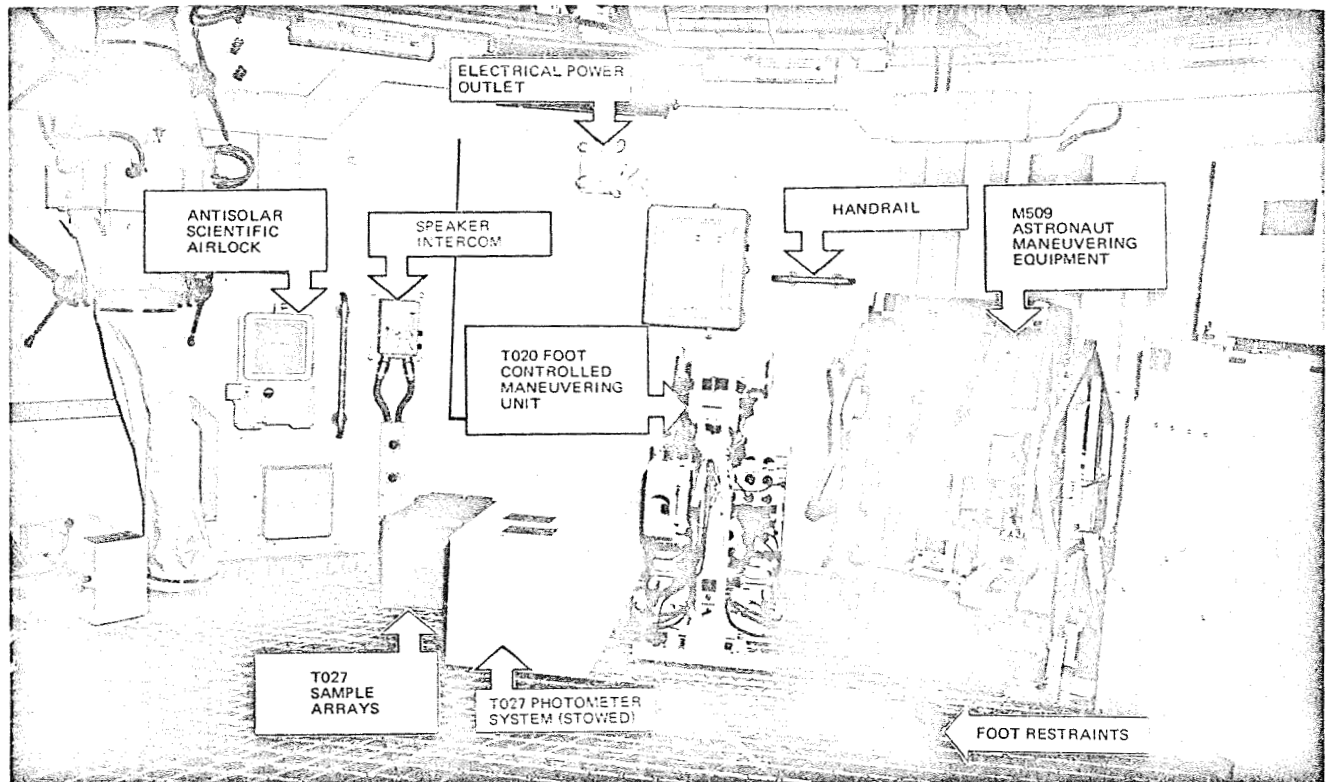 ELECTRICAL POWER
OUTLET
ANTISOLAR
SCIENTIFIC
AIRLOCK
SPEAKER
INTERCOM
HANDRAIL
M509
ASTRONAUT
MANEUVERING
EQUIPMENT
T020 FOOT
CONTROLLED
MANEUVERING
UNIT
T027
SAMPLE
ARRAYS
T027 PHOTOMETER
SYSTEM (STOWED)
FOOT RESTRAINTS